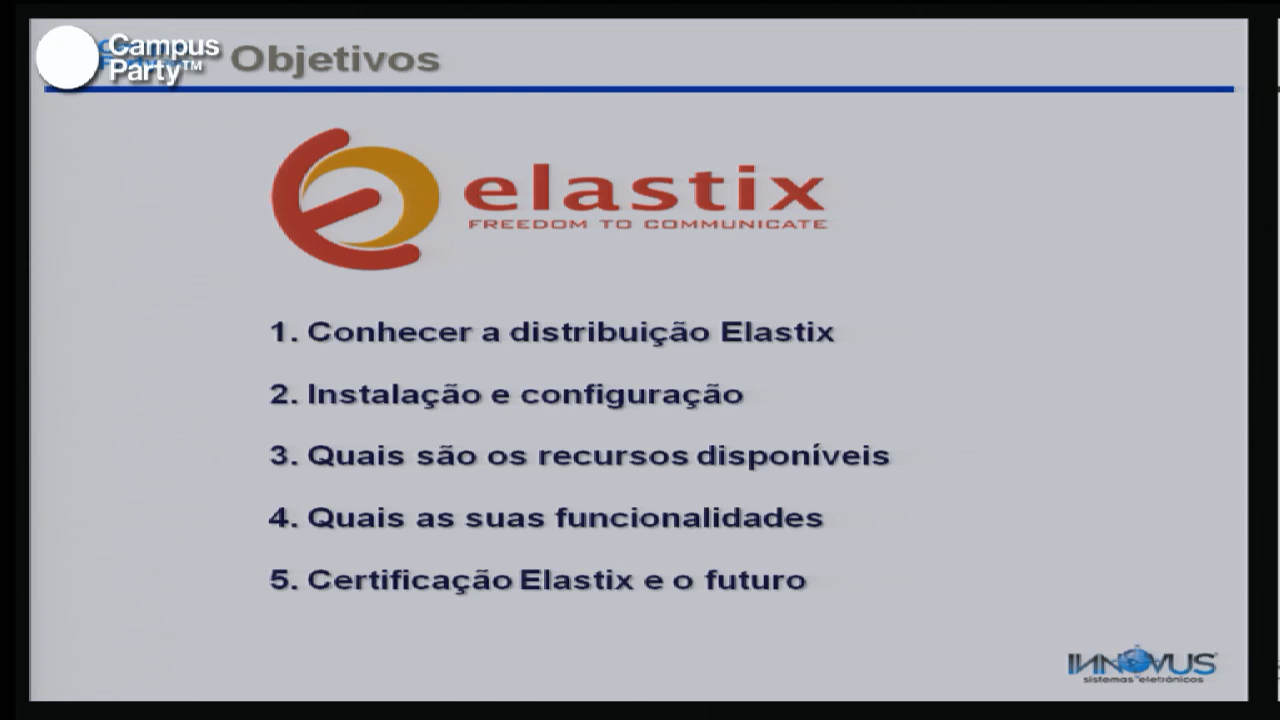 Campus
Party™
Objetivos
elastix
FREEDOM TO COMMUNICATE
1. Conhecer a distribuição Elastix
2. Instalação e configuração
3. Quais são os recursos disponíveis
4. Quais as suas funcionalidades
5. Certificação Elastix e o futuro
INNOVUS
sistemas eletrônicos